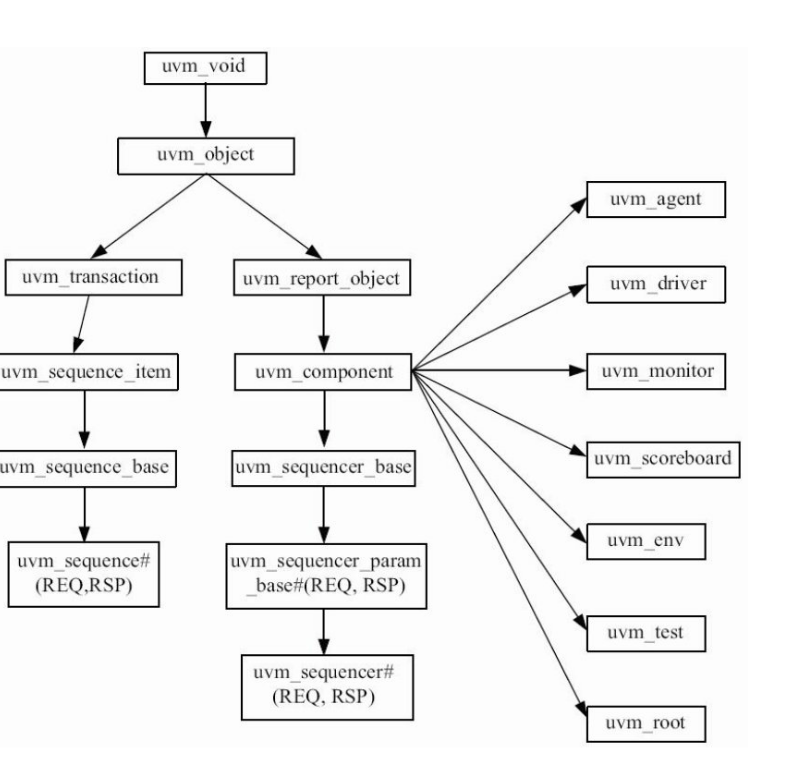 uvm_void
uvm_object
uvm_agent
uvm_transaction
uvm_report_object
uvm_driver
uvm_sequence_item
uvm_component
uvm_monitor
uvm_sequence_base
uvm_sequencer_base
uvm_scoreboard
uvm_sequence#
(REQ,RSP)
uvm_sequencer_param
_base#(REQ, RSP)
uvm_env
uvm_test
uvm_sequencer#
(REQ, RSP)
uvm_root